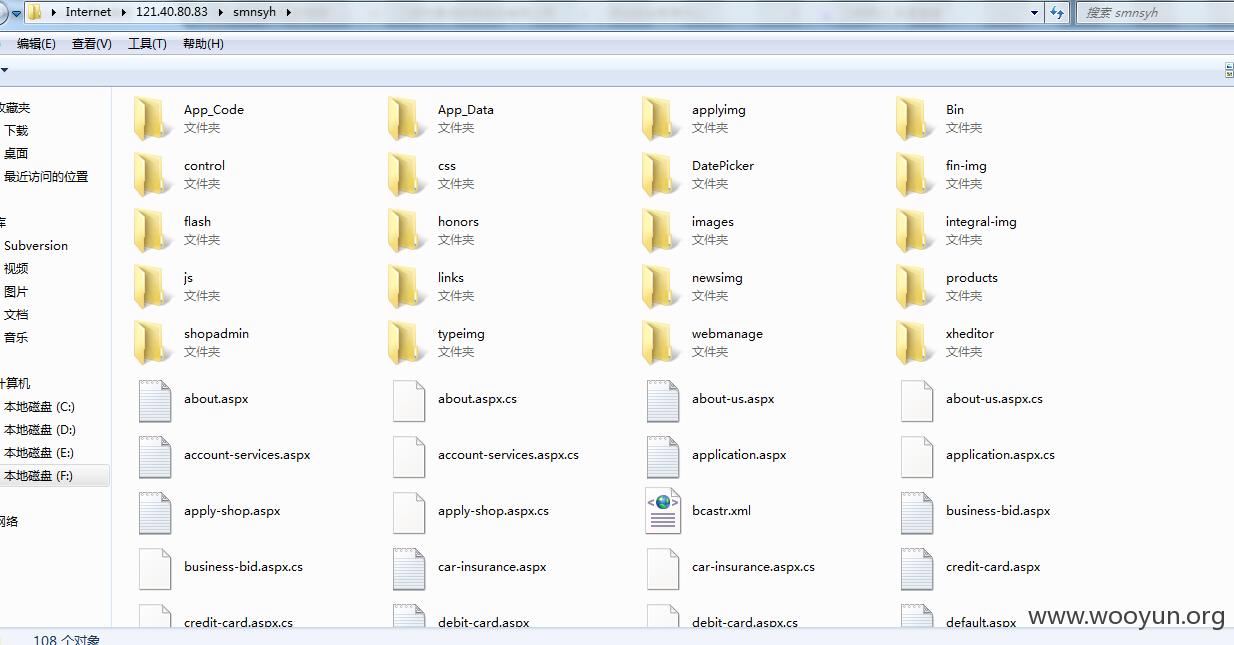 Internet 121.40.80.83 smnsyh
搜索 smnsyh
编辑(E) 查看(V) 工具(T) 帮助(H)
收藏夹
下载
桌面
最近访问的位置
库
Subversion
视频
图片
文档
音乐
计算机
本地磁盘 (C:)
本地磁盘 (D:)
本地磁盘 (E:)
本地磁盘 (F:)
网络
App_Code App_Data applyimg Bin
文件夹 文件夹 文件夹 文件夹
control css DatePicker fin-img
文件夹 文件夹 文件夹 文件夹
flash honors images integral-img
文件夹 文件夹 文件夹 文件夹
js links newsimg products
文件夹 文件夹 文件夹 文件夹
shopadmin typeimg webmanage xheditor
文件夹 文件夹 文件夹 文件夹
about.aspx about.aspx.cs about-us.aspx about-us.aspx.cs
account-services.aspx account-services.aspx.cs application.aspx application.aspx.cs
apply-shop.aspx apply-shop.aspx.cs bcastr.xml business-bid.aspx
business-bid.aspx.cs car-insurance.aspx car-insurance.aspx.cs credit-card.aspx
credit-card.aspx.cs debit-card.aspx debit-card.aspx.cs default.aspx
www.wooyun.org
108 个对象